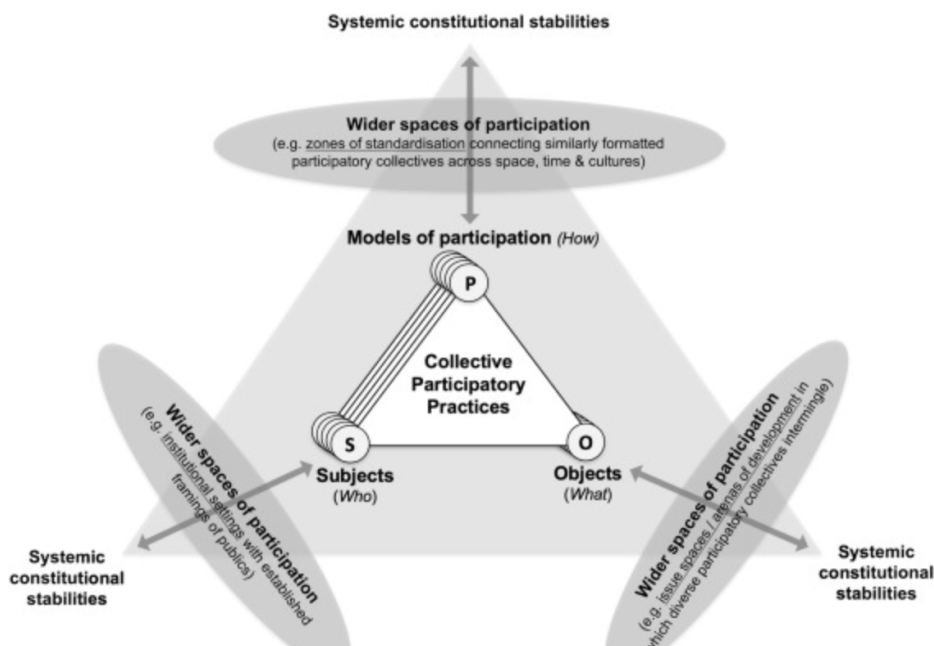 Systemic constitutional stabilities
Wider spaces of participation
(e.g. zones of standardisation connecting similarly formatted
participatory collectives across space, time & cultures)
Models of participation (How)
P
Collective
Participatory
Practices
S
O
Subjects
(Who)
Objects
(What)
Wider spaces of participation
(e.g. institutional settings with established
framings of publics)
Wider spaces of participation
(e.g. issue spaces / arenas of development in
which diverse participatory collectives intermingle)
Systemic
constitutional
stabilities
Systemic
constitutional
stabilities